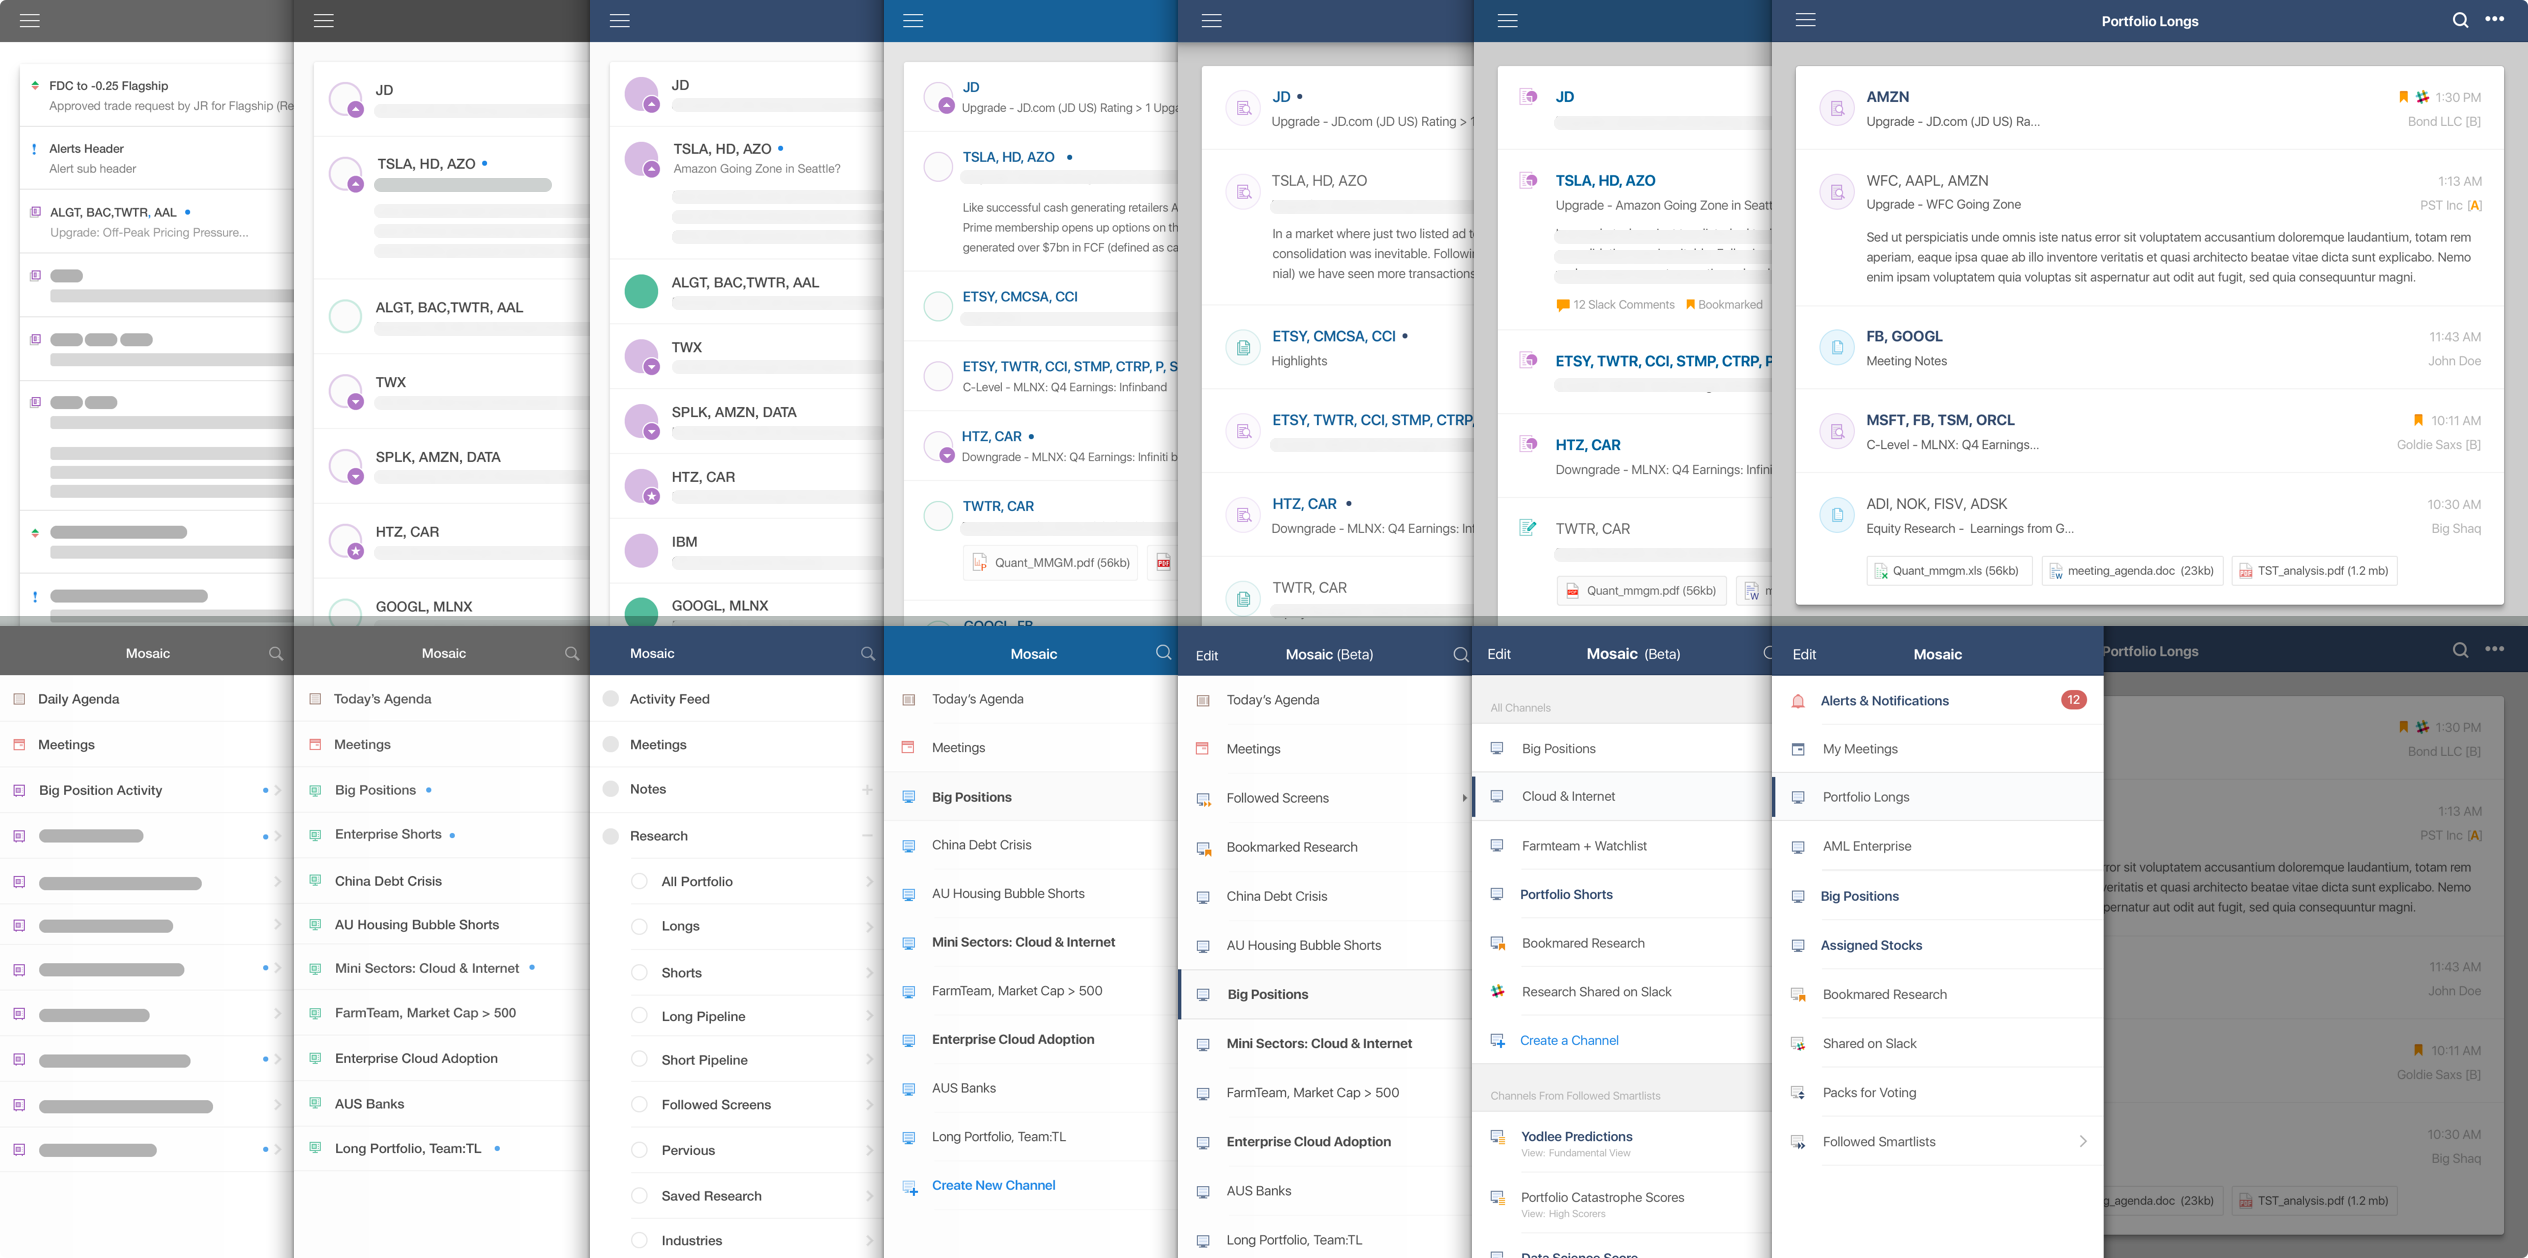 FDC to -0.25 Flagship
Approved trade request by JR for Flagship (Re
Alerts Header
Alert sub header
ALGT, BAC,TWTR, AAL
Upgrade: Off-Peak Pricing Pressure...
JD
TSLA, HD, AZO
ALGT, BAC,TWTR, AAL
TWX
SPLK, AMZN, DATA
HTZ, CAR
GOOGL, MLNX
JD
TSLA, HD, AZO
Amazon Going Zone in Seattle?
ALGT, BAC,TWTR, AAL
TWX
SPLK, AMZN, DATA
HTZ, CAR
IBM
GOOGL, MLNX
JD
Upgrade - JD.com (JD US) Rating > 1 Upga
TSLA, HD, AZO
Like successful cash generating retailers A
Prime membership opens up options on th
generated over $7bn in FCF (defined as ca
ETSY, CMCSA, CCI
ETSY, TWTR, CCI, STMP, CTRP, P, S
C-Level - MLNX: Q4 Earnings: Infinband
HTZ, CAR
Downgrade - MLNX: Q4 Earnings: Infiniti b
TWTR, CAR
Quant_MMGM.pdf (56kb)
GOOGL, FB
JD
Upgrade - JD.com (JD US) Rating > 1
TSLA, HD, AZO
In a market where just two listed ad t
consolidation was inevitable. Followin
nial) we have seen more transactions
ETSY, CMCSA, CCI
Highlights
ETSY, TWTR, CCI, STMP, CTRP,
HTZ, CAR
Downgrade - MLNX: Q4 Earnings: Inf
TWTR, CAR
JD
TSLA, HD, AZO
Upgrade - Amazon Going Zone in Seatt
12 Slack Comments Bookmarked
ETSY, TWTR, CCI, STMP, CTRP, P
HTZ, CAR
Downgrade - MLNX: Q4 Earnings: Infini
TWTR, CAR
Quant_mmgm.pdf (56kb)
Portfolio Longs
AMZN 1:30 PM
Upgrade - JD.com (JD US) Ra... Bond LLC [B]
WFC, AAPL, AMZN 1:13 AM
Upgrade - WFC Going Zone PST Inc [A]
Sed ut perspiciatis unde omnis iste natus error sit voluptatem accusantium doloremque laudantium, totam rem
aperiam, eaque ipsa quae ab illo inventore veritatis et quasi architecto beatae vitae dicta sunt explicabo. Nemo
enim ipsam voluptatem quia voluptas sit aspernatur aut odit aut fugit, sed quia consequuntur magni.
FB, GOOGL 11:43 AM
Meeting Notes John Doe
MSFT, FB, TSM, ORCL 10:11 AM
C-Level - MLNX: Q4 Earnings... Goldie Saxs [B]
ADI, NOK, FISV, ADSK 10:30 AM
Equity Research - Learnings from G... Big Shaq
Quant_mmgm.xls (56kb) meeting_agenda.doc (23kb) TST_analysis.pdf (1.2 mb)
Mosaic
Daily Agenda
Meetings
Big Position Activity
Mosaic
Today's Agenda
Meetings
Big Positions
Enterprise Shorts
China Debt Crisis
AU Housing Bubble Shorts
Mini Sectors: Cloud & Internet
FarmTeam, Market Cap > 500
Enterprise Cloud Adoption
AUS Banks
Long Portfolio, Team:TL
Mosaic
Activity Feed
Meetings
Notes
Research
All Portfolio
Longs
Shorts
Long Pipeline
Short Pipeline
Followed Screens
Pervious
Saved Research
Industries
Mosaic
Today's Agenda
Meetings
Big Positions
China Debt Crisis
AU Housing Bubble Shorts
Mini Sectors: Cloud & Internet
FarmTeam, Market Cap > 500
Enterprise Cloud Adoption
AUS Banks
Long Portfolio, Team:TL
Create New Channel
Edit Mosaic (Beta)
Today's Agenda
Meetings
Followed Screens
Bookmarked Research
China Debt Crisis
AU Housing Bubble Shorts
Big Positions
Mini Sectors: Cloud & Internet
FarmTeam, Market Cap > 500
Enterprise Cloud Adoption
AUS Banks
Long Portfolio, Team:TL
Edit Mosaic (Beta)
All Channels
Big Positions
Cloud & Internet
Farmteam + Watchlist
Portfolio Shorts
Bookmared Research
Research Shared on Slack
Create a Channel
Channels From Followed Smartlists
Yodlee Predictions
View: Fundamental View
Portfolio Catastrophe Scores
View: High Scorers
Data Science Score
Edit Mosaic
Alerts & Notifications 12
My Meetings
Portfolio Longs
AML Enterprise
Big Positions
Assigned Stocks
Bookmared Research
Shared on Slack
Packs for Voting
Followed Smartlists
Portfolio Longs
1:30 PM
Bond LLC [B]
1:13 AM
PST Inc [A]
rror sit voluptatem accusantium doloremque laudantium, totam rem
veritatis et quasi architecto beatae vitae dicta sunt explicabo. Nemo
pernatur aut odit aut fugit, sed quia consequuntur magni.
11:43 AM
John Doe
10:11 AM
Goldie Saxs [B]
10:30 AM
Big Shaq
g_agenda.doc (23kb) TST_analysis.pdf (1.2 mb)